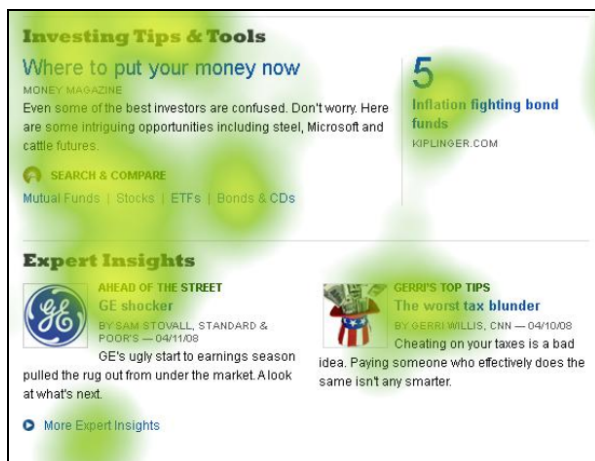 Investing Tips & Tools
Where to put your money now
MONEY MAGAZINE
Even some of the best investors are confused. Don't worry. Here
are some intriguing opportunities including steel, Microsoft and
cattle futures.
SEARCH & COMPARE
Mutual Funds | Stocks | ETFs | Bonds & CDs
5
Inflation fighting bond
funds
KIPLINGER.COM
Expert Insights
GE
AHEAD OF THE STREET
GE shocker
BY SAM STOVALL, STANDARD &
POOR'S — 04/11/08
GE's ugly start to earnings season
pulled the rug out from under the market. A look
at what's next.
GERRI'S TOP TIPS
The worst tax blunder
BY GERRI WILLIS, CNN — 04/10/08
Cheating on your taxes is a bad
idea. Paying someone who effectively does the
same isn't any smarter.
More Expert Insights